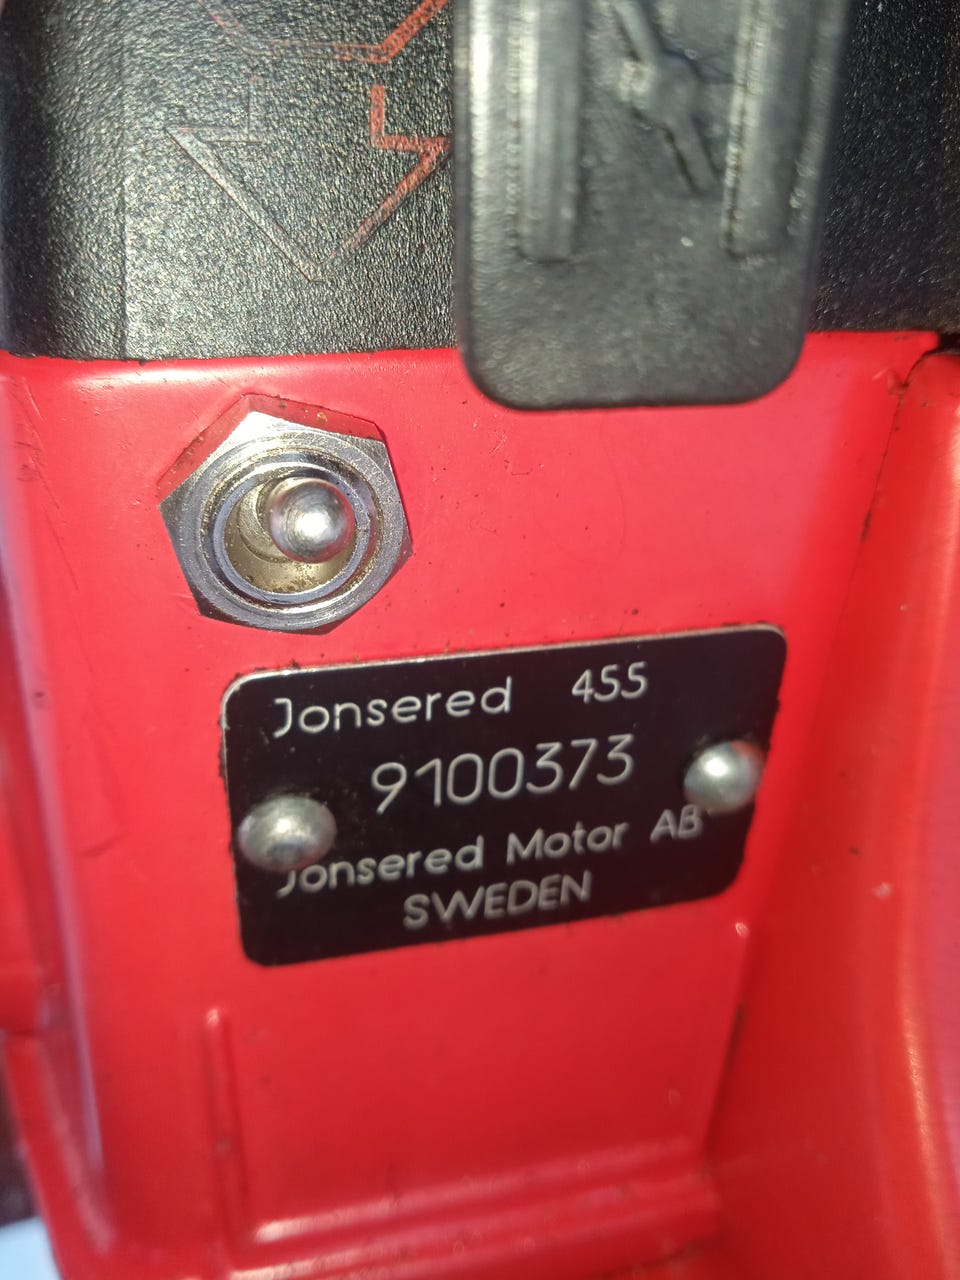 Jonsered 455
9100373
Jonsered Motor AB
SWEDEN